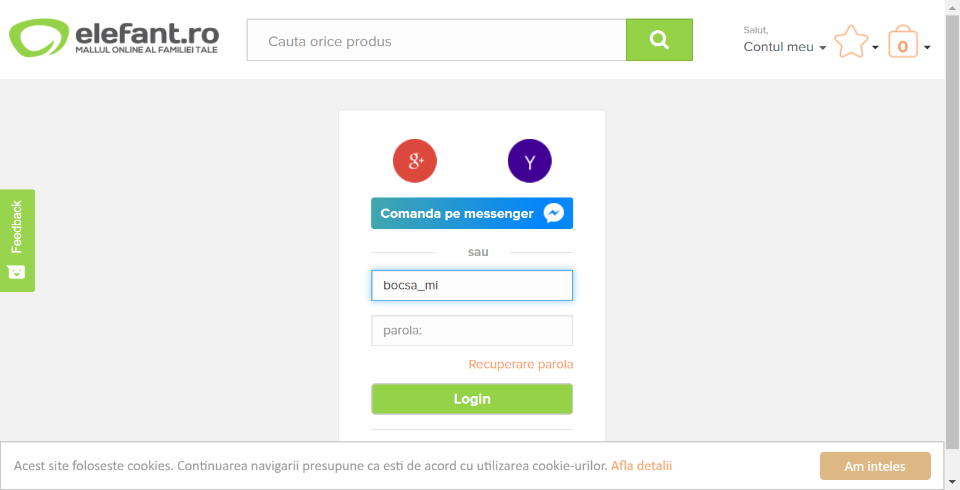 elefant.ro
MALLUL ONLINE AL FAMILIEI TALE
Cauta orice produs
Salut,
Contul meu
0
Feedback
g+
Y
Comanda pe messenger
sau
bocsa_mi
parola:
Recuperare parola
Login
Acest site foloseste cookies. Continuarea navigarii presupune ca esti de acord cu utilizarea cookie-urilor. Afla detalii
Am inteles